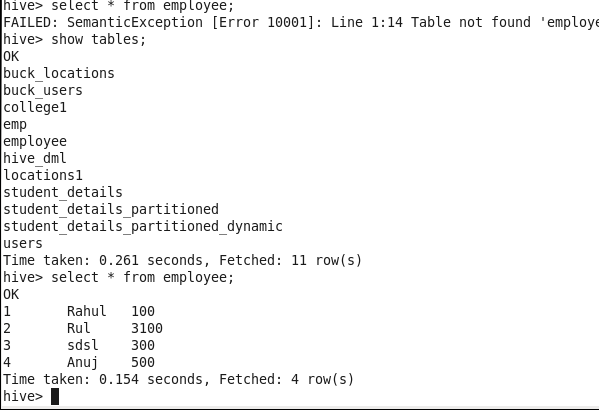 hive> select * from employee;
FAILED: SemanticException [Error 10001]: Line 1:14 Table not found 'employe
hive> show tables;
OK
buck_locations
buck_users
college1
emp
employee
hive_dml
locations1
student_details
student_details_partitioned
student_details_partitioned_dynamic
users
Time taken: 0.261 seconds, Fetched: 11 row(s)
hive> select * from employee;
OK
1 Rahul 100
2 Rul 3100
3 sdsl 300
4 Anuj 500
Time taken: 0.154 seconds, Fetched: 4 row(s)
hive>